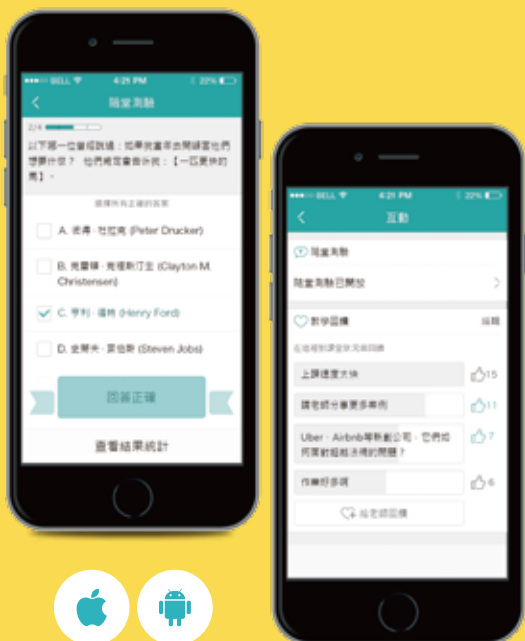 BELL 4:21 PM 22%
隨堂測驗
2/4
以下哪一位曾經說過：如果我當年去問顧客他們
想要什麼？ 他們肯定會告訴我：【一匹更快的
馬】。
選擇所有正確的答案
A. 彼得·杜拉克 (Peter Drucker)
B. 克雷頓·克里斯汀生 (Clayton M.
Christensen)
C. 亨利·福特 (Henry Ford)
D. 史蒂夫·賈伯斯 (Steven Jobs)
回答正確
查看結果統計
BELL 4:21 PM 22%
互動
隨堂測驗
隨堂測驗已開放
教學回饋
編輯
上課速度太快 15
請老師分享更多案例 11
Uber、Airbnb等新創公司，它們如 7
何面對組織法規的問題？
作業好多啊 6
給老師回饋